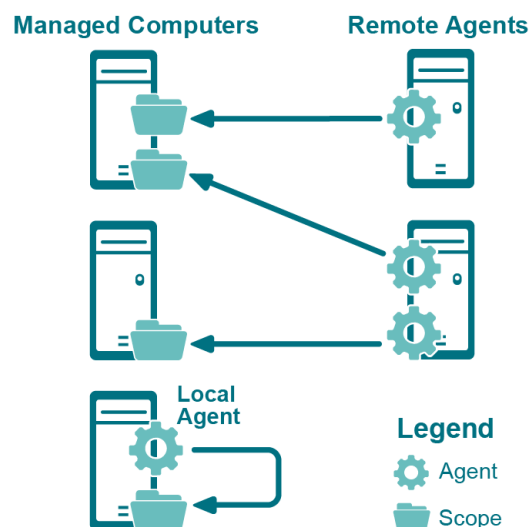 Managed Computers
Remote Agents
Local
Agent
Legend
Agent
Scope